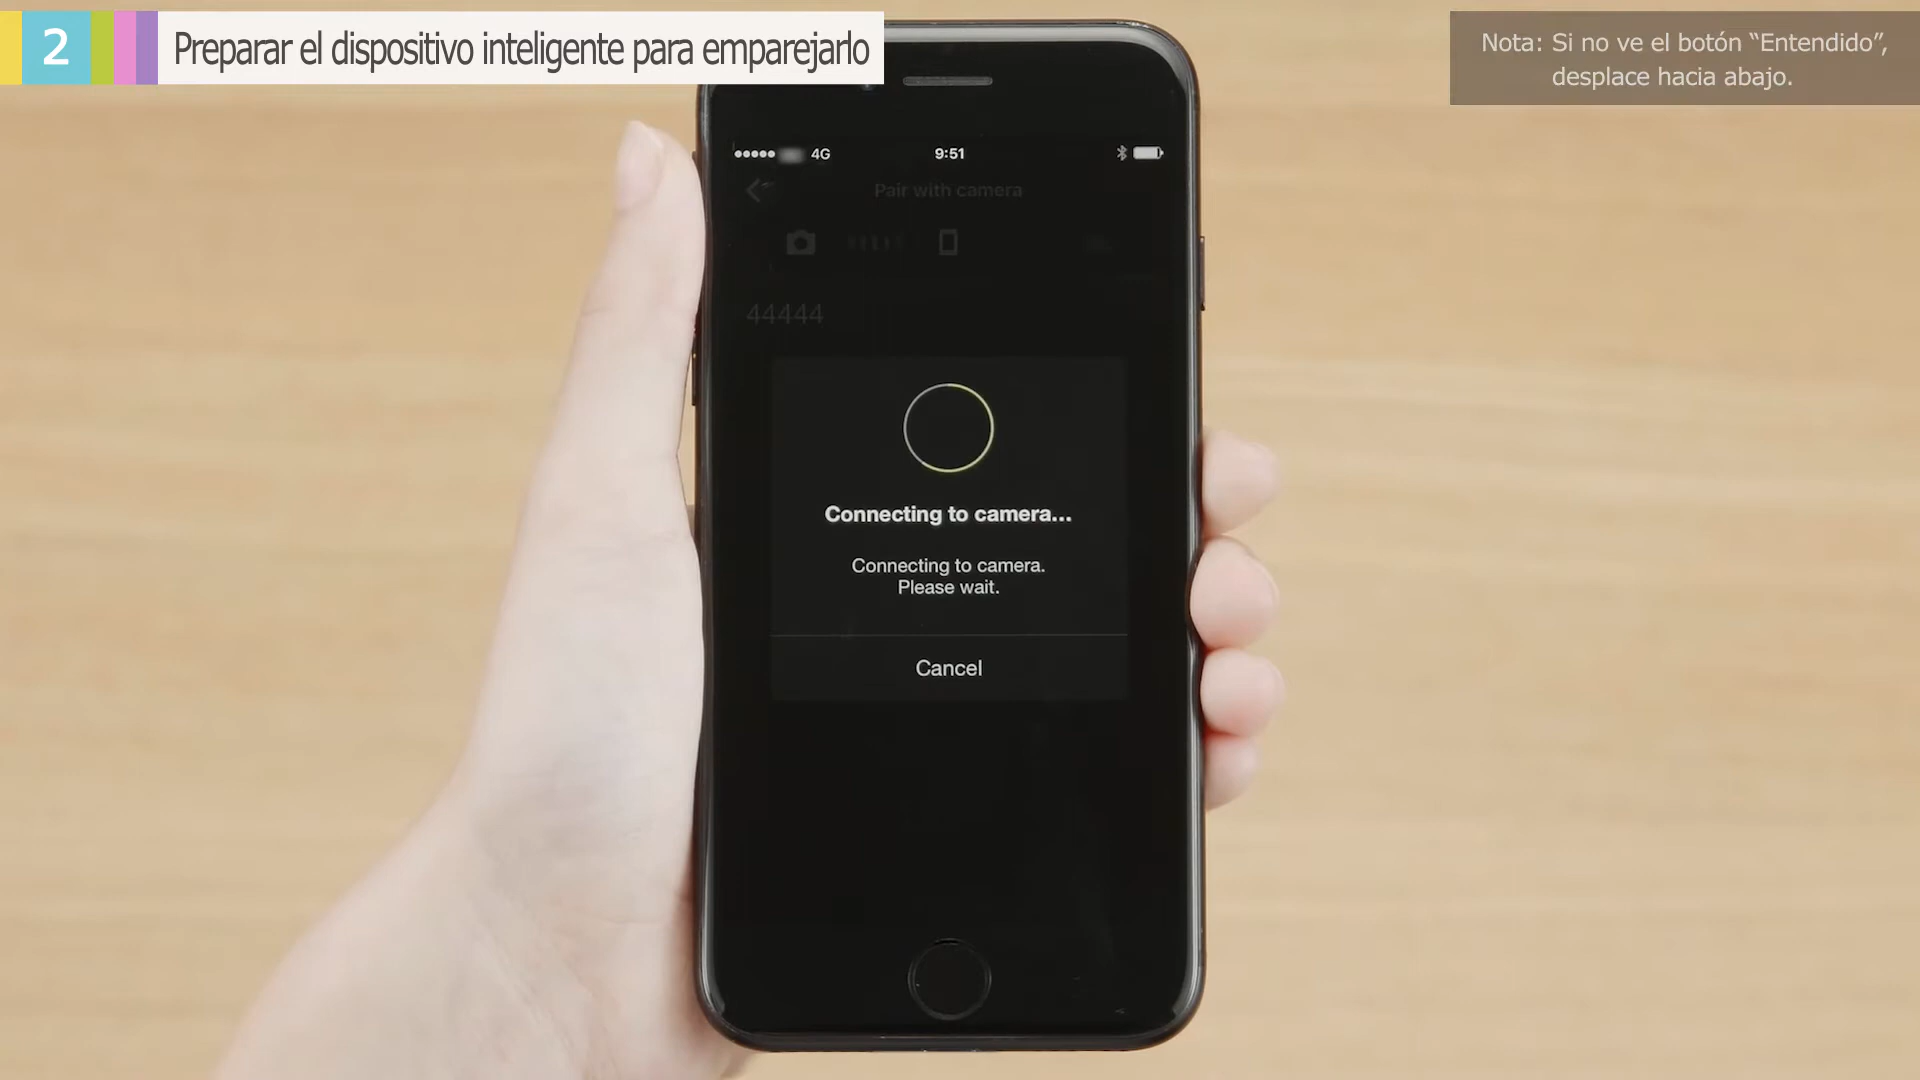 2
Preparar el dispositivo inteligente para emparejarlo
Nota: Si no ve el botón “Entendido”,
desplace hacia abajo.
4G
9:51
Pair with camera
44444
Connecting to camera...
Connecting to camera.
Please wait.
Cancel